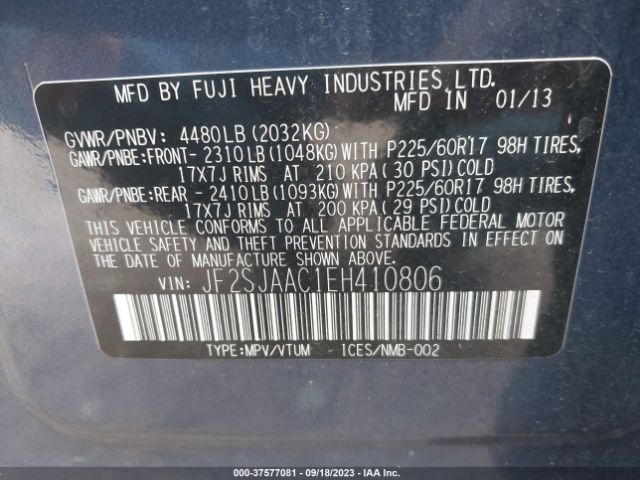 MFD BY FUJI HEAVY INDUSTRIES,LTD.
MFD IN 01/13
GVWR/PNBV: 4480LB(2032KG)
GAWR/PNBE:FRONT-2310LB(1048KG)WITH P225/60R17 98H TIRES,
17X7J RIMS AT 210 KPA(30 PSI)COLD
GAWR/PNBE:REAR -2410LB(1093KG)WITH P225/60R17 98H TIRES,
17X7J RIMS AT 200 KPA(29 PSI)COLD
THIS VEHICLE CONFORMS TO ALL APPLICABLE FEDERAL MOTOR
VEHICLE SAFETY AND THEFT PREVENTION STANDARDS IN EFFECT
ON THE DATE OF MANUFACTURE SHOWN ABOVE.
VIN: JF2SJAAC1EH410806
TYPE:MPV/VTUM ICES/NMB-002
000-37577081 - 09/18/2023 - IAA Inc.